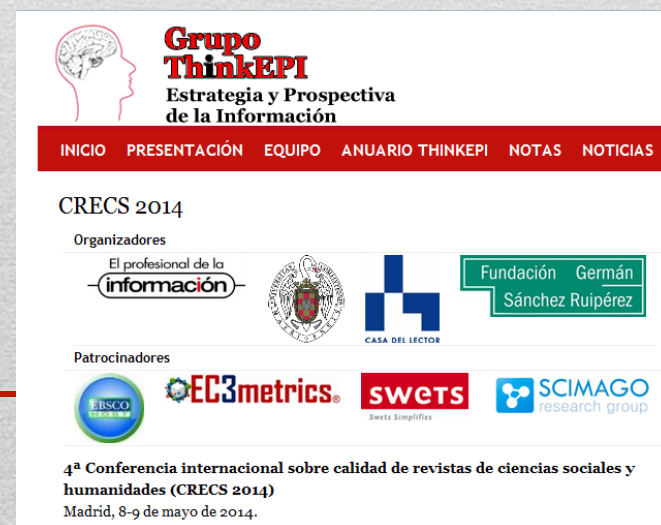 Grupo
ThinkEPI
Estrategia y Prospectiva
de la Información
INICIO PRESENTACIÓN EQUIPO ANUARIO THINKEPI NOTAS NOTICIAS
CRECS 2014
Organizadores
El profesional de la
información
CASA DEL LECTOR
Fundación Germán
Sánchez Ruipérez
Patrocinadores
EBSCO
HOST
EC3metrics®
swets
Swets Simplifies
SCIMAGO
research group
4ª Conferencia internacional sobre calidad de revistas de ciencias sociales y
humanidades (CRECS 2014)
Madrid, 8-9 de mayo de 2014.